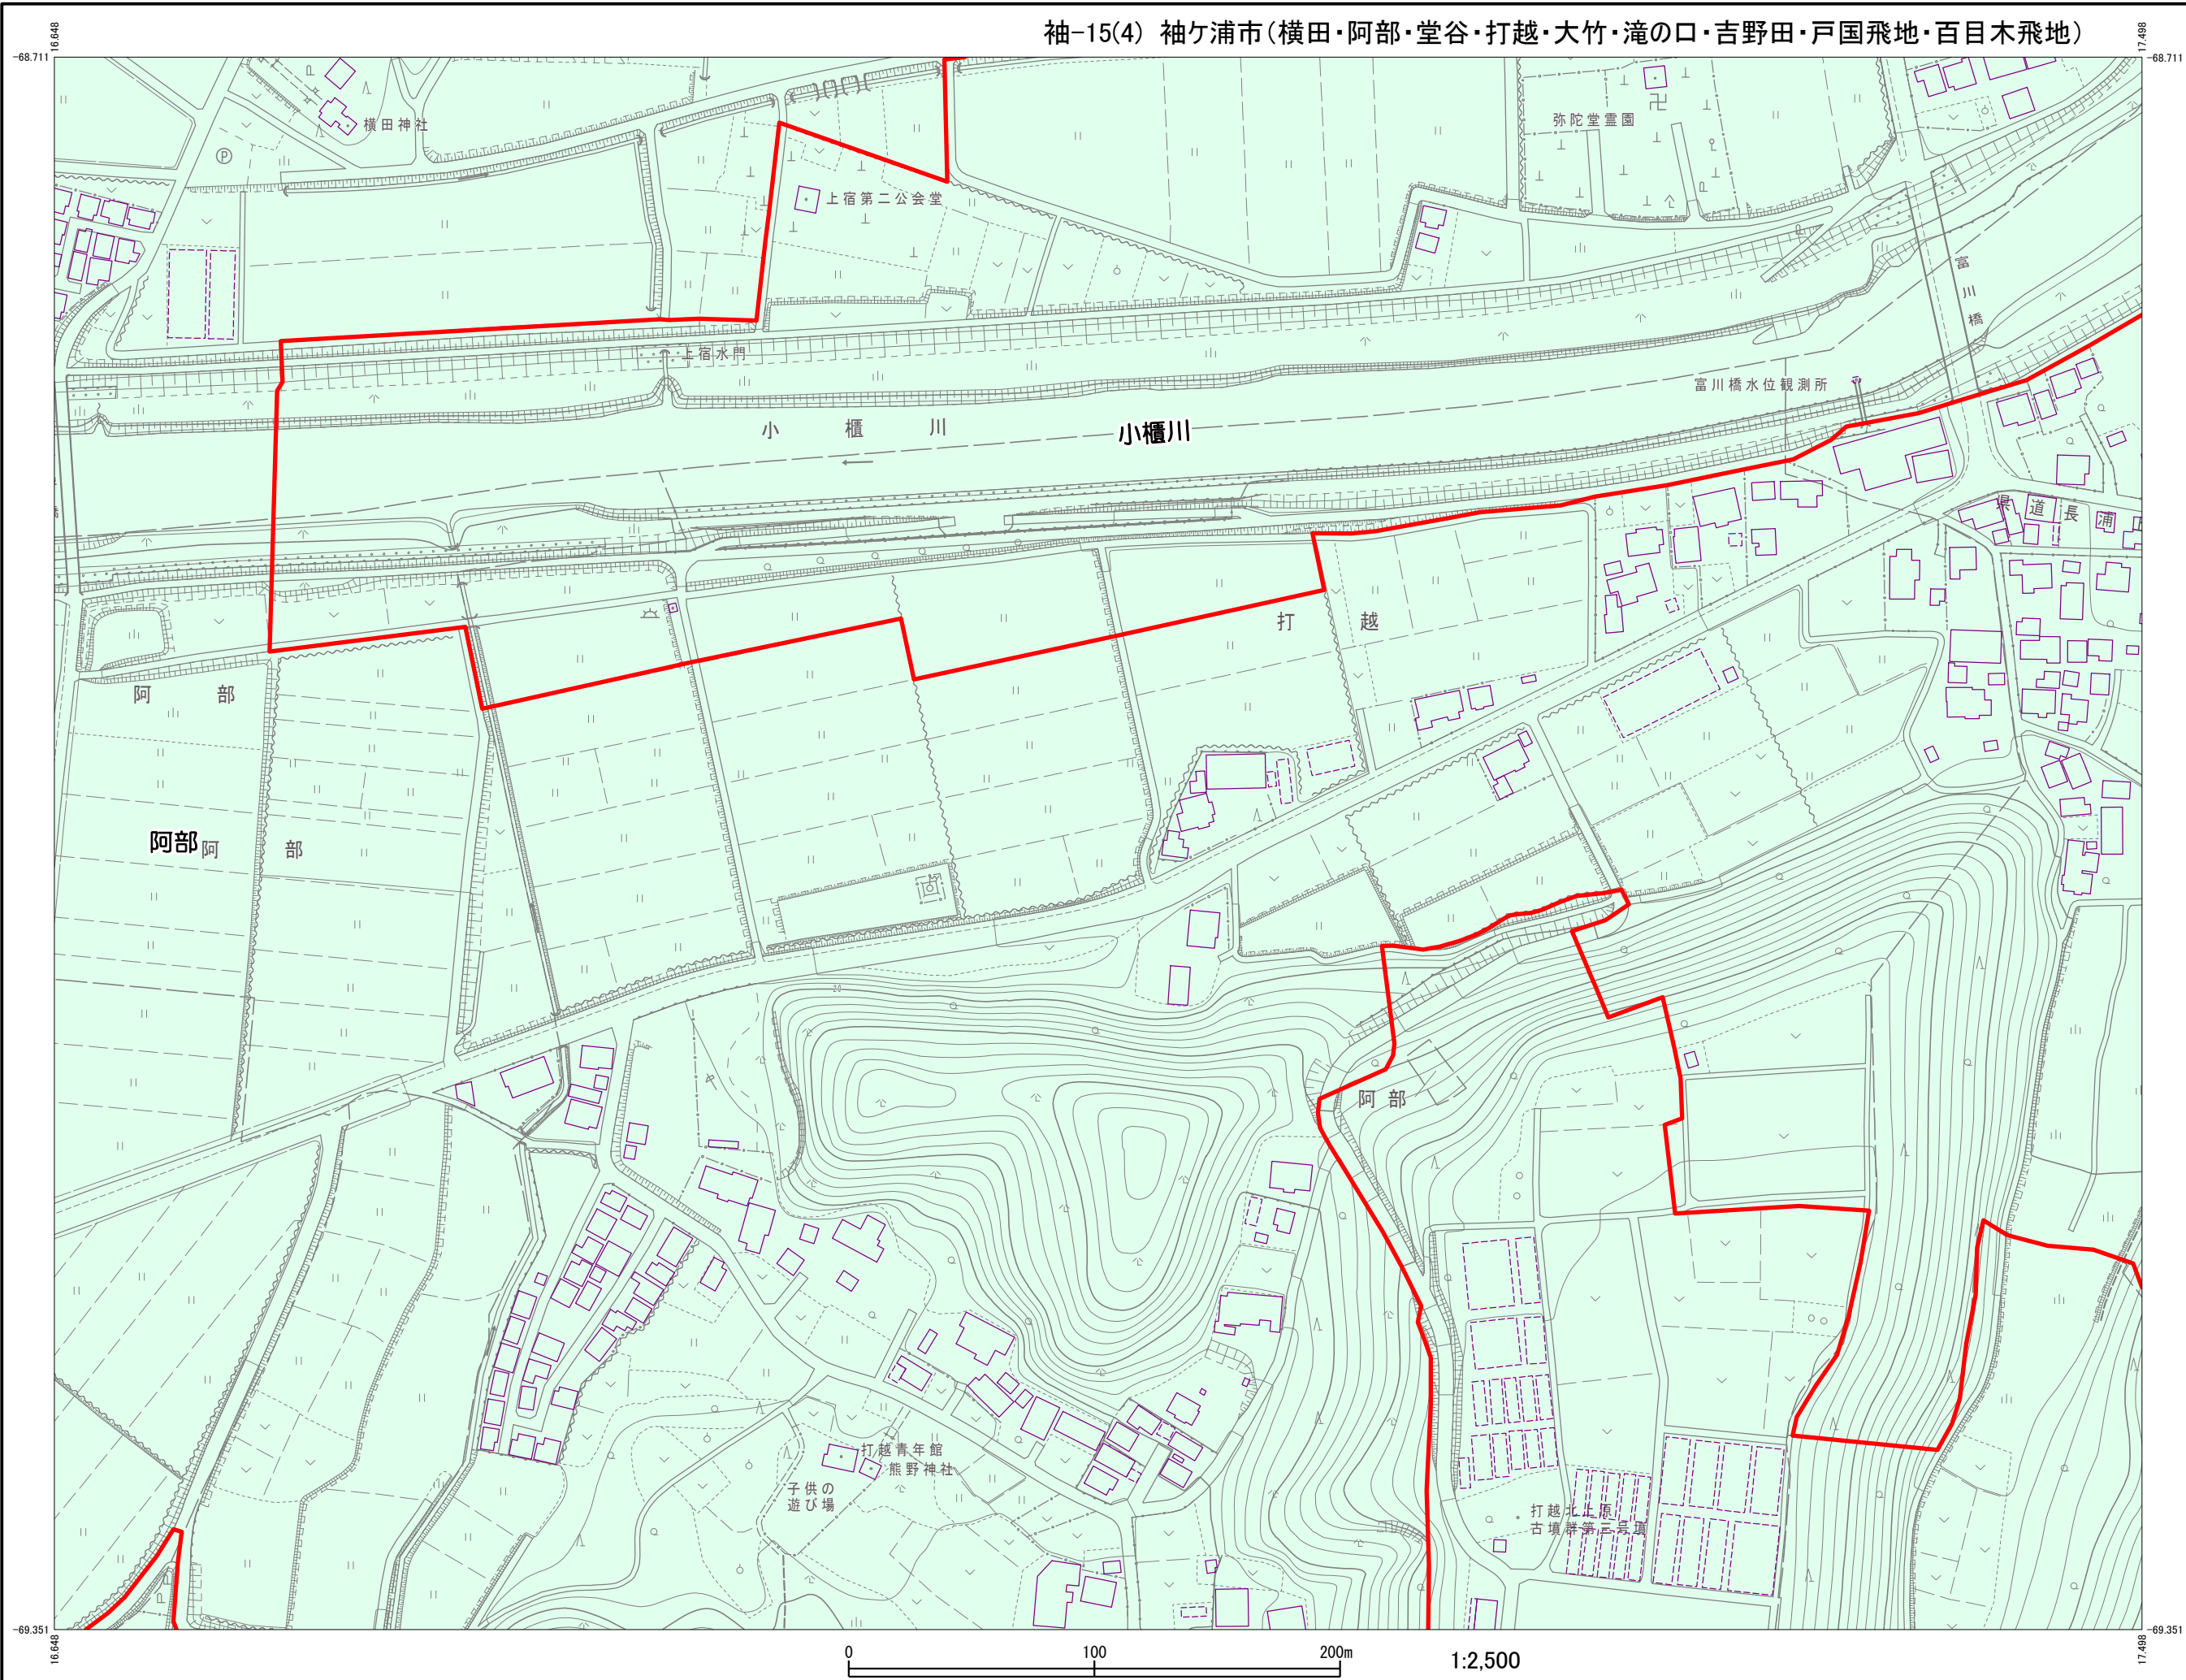 袖-15(4) 袖ケ浦市(横田・阿部・堂谷・打越・大竹・滝の口・吉野田・戸国飛地・百目木飛地)
16.648
17.498
-68.711
-68.711
横田神社
P
弥陀堂霊園
上宿第二公会堂
富川橋
上宿水門
富川橋水位観測所
小櫃川
小櫃川
県道長浦
打越
阿部
阿部
阿部
20
阿部
打越青年館
熊野神社
子供の
遊び場
打越北上原
古墳群第三号墳
-69.351
-69.351
16.648
17.498
0 100 200m
1:2,500